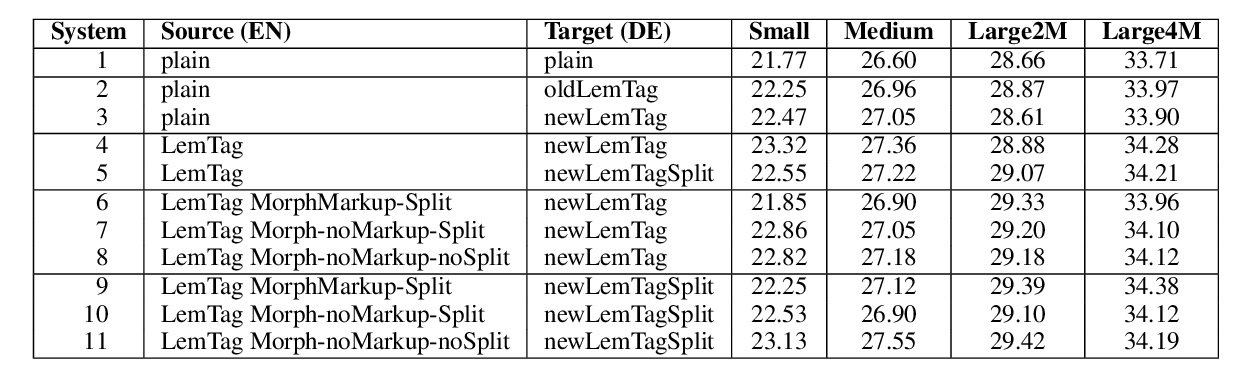 System Source (EN) Target (DE) Small Medium Large2M Large4M
1 plain plain 21.77 26.60 28.66 33.71
2 plain oldLemTag 22.25 26.96 28.87 33.97
3 plain newLemTag 22.47 27.05 28.61 33.90
4 LemTag newLemTag 23.32 27.36 28.88 34.28
5 LemTag newLemTagSplit 22.55 27.22 29.07 34.21
6 LemTag MorphMarkup-Split newLemTag 21.85 26.90 29.33 33.96
7 LemTag Morph-noMarkup-Split newLemTag 22.86 27.05 29.20 34.10
8 LemTag Morph-noMarkup-noSplit newLemTag 22.82 27.18 29.18 34.12
9 LemTag MorphMarkup-Split newLemTagSplit 22.25 27.12 29.39 34.38
10 LemTag Morph-noMarkup-Split newLemTagSplit 22.53 26.90 29.10 34.12
11 LemTag Morph-noMarkup-noSplit newLemTagSplit 23.13 27.55 29.42 34.19